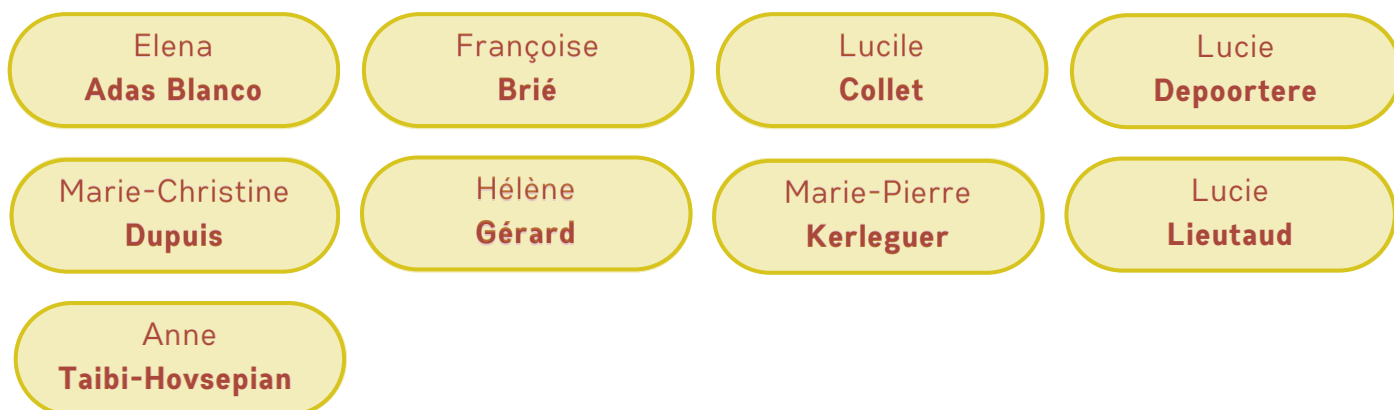 Elena
Adas Blanco
Françoise
Brié
Lucile
Collet
Lucie
Depoortere
Marie-Christine
Dupuis
Hélène
Gérard
Marie-Pierre
Kerleguer
Lucie
Lieutaud
Anne
Taibi-Hovsepian